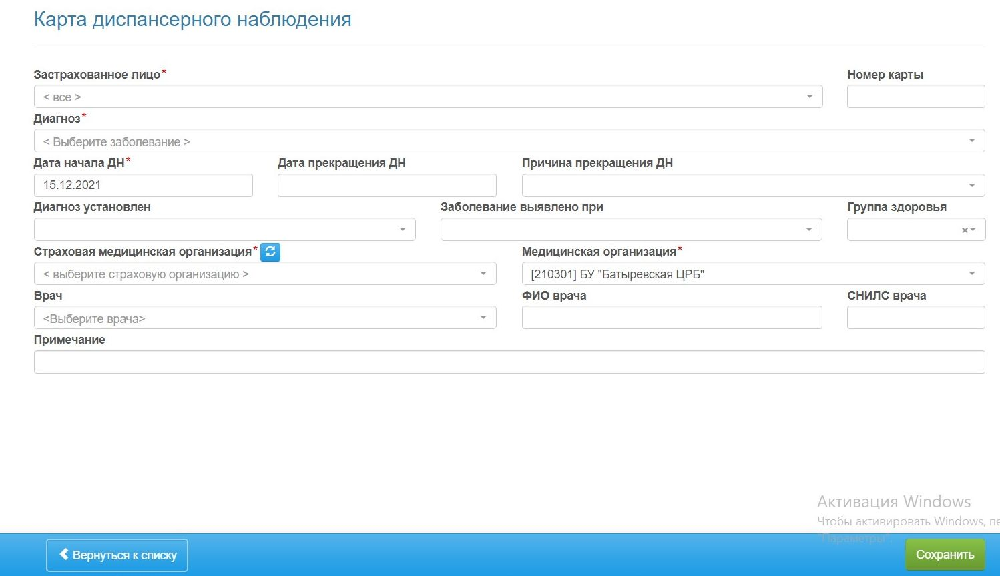 Карта диспансерного наблюдения
Застрахованное лицо* Номер карты
< все >
Диагноз*
< Выберите заболевание >
Дата начала ДН* Дата прекращения ДН Причина прекращения ДН
15.12.2021
Диагноз установлен Заболевание выявлено при Группа здоровья
×
Страховая медицинская организация* Медицинская организация*
< выберите страховую организацию > [210301] БУ "Батыревская ЦРБ"
Врач ФИО врача СНИЛС врача
<Выберите врача>
Примечание
Активация Windows
Чтобы активировать Windows, пе
"Параметры".
Вернуться к списку Сохранить